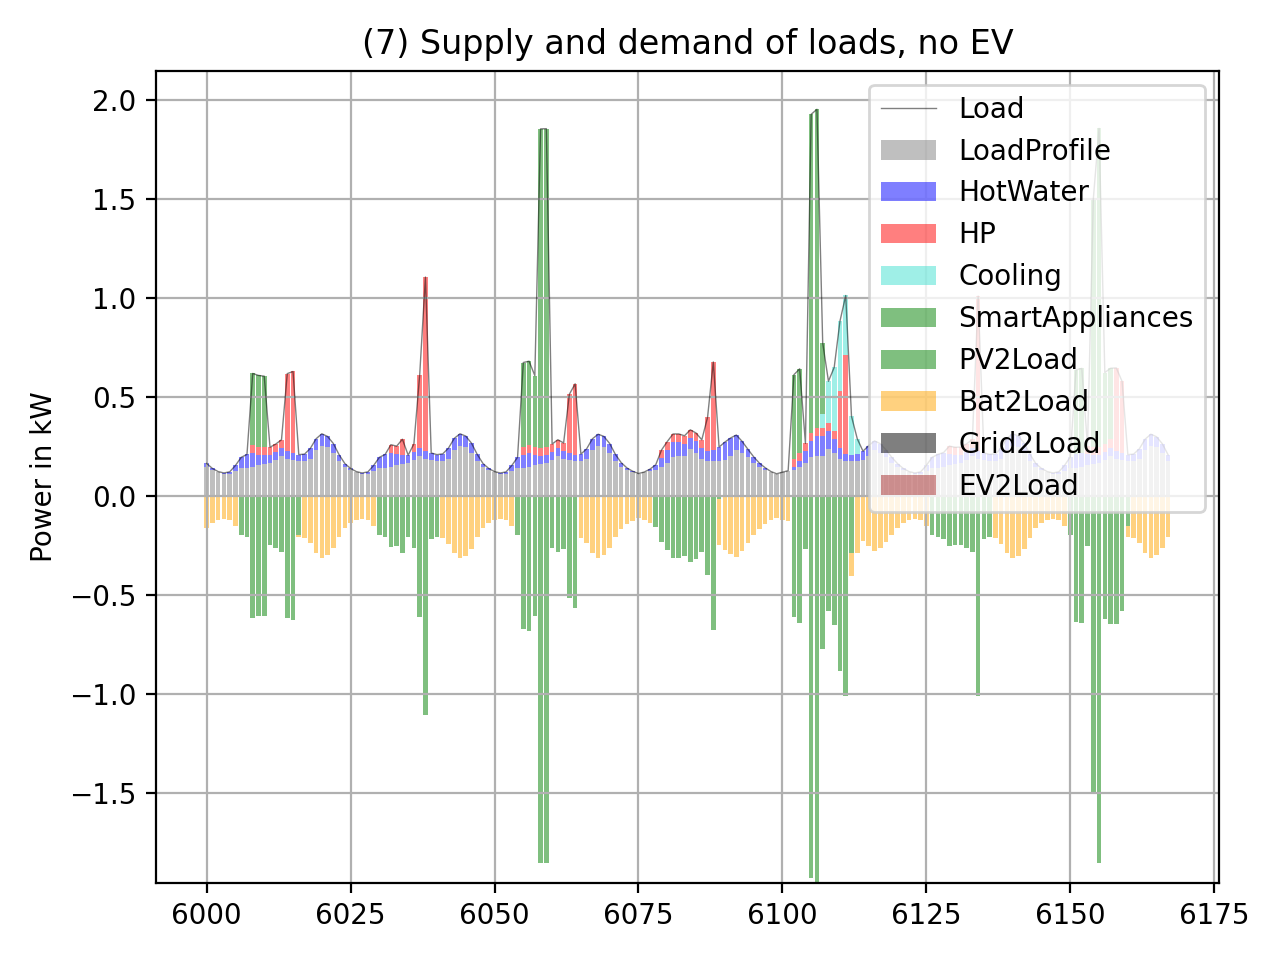 (7) Supply and demand of loads, no EV
Power in kW
2.0
1.5
1.0
0.5
0.0
−0.5
−1.0
−1.5
6000 6025 6050 6075 6100 6125 6150 6175
Load
LoadProfile
HotWater
HP
Cooling
SmartAppliances
PV2Load
Bat2Load
Grid2Load
EV2Load